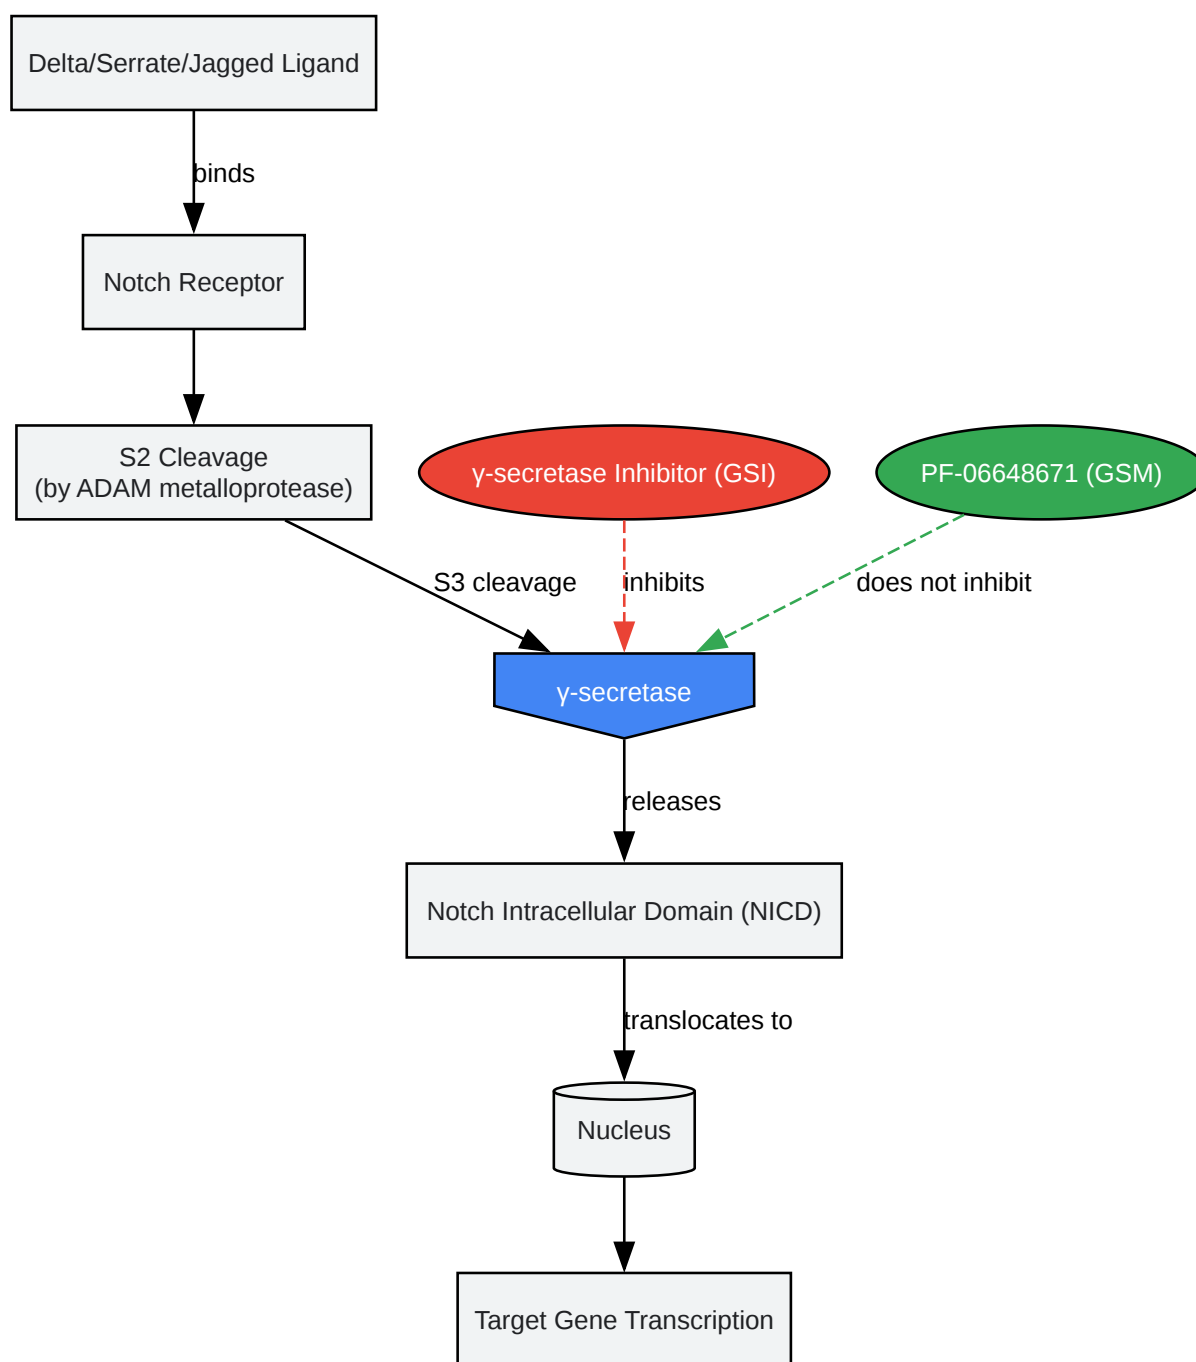 Delta/Serrate/Jagged Ligand
binds
Notch Receptor
S2 Cleavage
(by ADAM metalloprotease)
γ-secretase Inhibitor (GSI)
PF-06648671 (GSM)
S3 cleavage
inhibits
does not inhibit
γ-secretase
releases
Notch Intracellular Domain (NICD)
translocates to
Nucleus
Target Gene Transcription